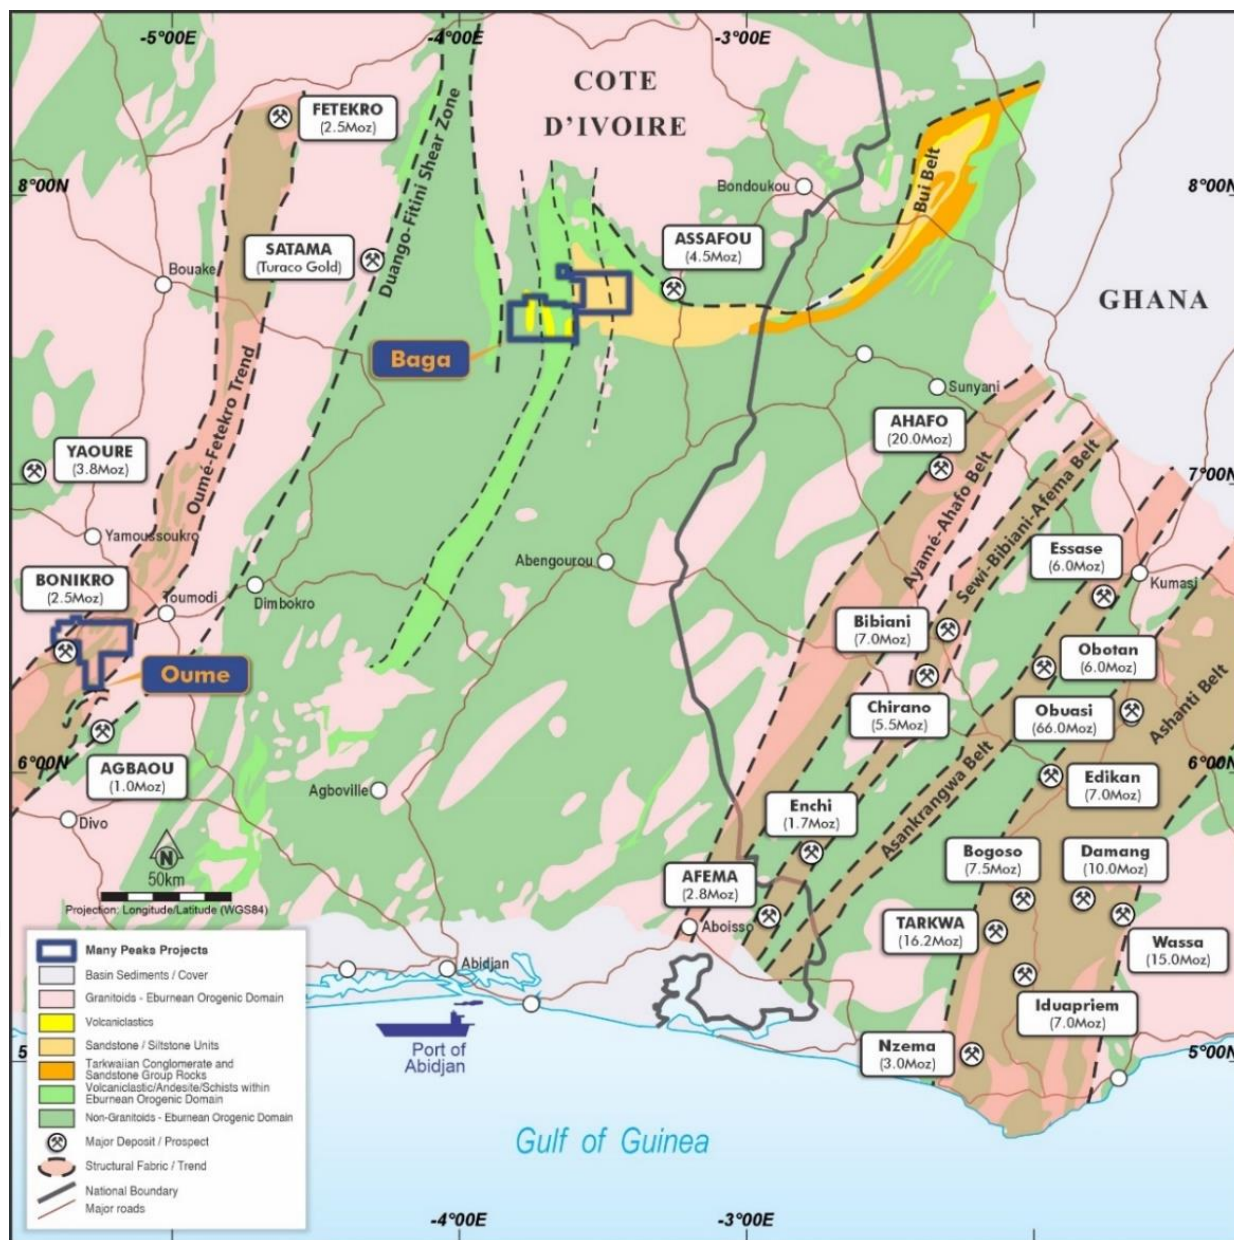 -5°00E
-4°00E
-3°00E
COTE
D'IVOIRE
FETEKRO
(2.5Moz)
8°00N
8°00N
Duango-Fitini Shear Zone
Bondoukou
Bui Belt
SATAMA
(Turaco Gold)
ASSAFOU
(4.5Moz)
Bouake
GHANA
Baga
Oumé-Fetekro Trend
Sunyani
AHAFO
(20.0Moz)
YAOURE
(3.8Moz)
7°00N
Ayamé-Ahafo Belt
Sewi-Bibiani-Afema Belt
Yamoussoukro
Abengourou
Essase
(6.0Moz)
Kumasi
BONIKRO
(2.5Moz)
Toumodi
Dimbokro
Bibiani
(7.0Moz)
Obotan
(6.0Moz)
Oume
Chirano
(5.5Moz)
Obuasi
(66.0Moz)
Ashanti Belt
6°00N
6°00N
AGBAOU
(1.0Moz)
Agboville
Asankrangwa Belt
Edikan
(7.0Moz)
Divo
Enchi
(1.7Moz)
N
50km
Projection: Longitude/Latitude (WGS84)
AFEMA
(2.8Moz)
Bogoso
(7.5Moz)
Damang
(10.0Moz)
Aboisso
TARKWA
(16.2Moz)
Wassa
(15.0Moz)
Abidjan
Iduapriem
(7.0Moz)
Port of
Abidjan
Nzema
(3.0Moz)
5°00N
Gulf of Guinea
Many Peaks Projects
Basin Sediments / Cover
Granitoids - Eburnean Orogenic Domain
Volcaniclastics
Sandstone / Siltstone Units
Tarkwaiian Conglomerate and
Sandstone Group Rocks
Volcaniclastic/Andesite/Schists within
Eburnean Orogenic Domain
Non-Granitoids - Eburnean Orogenic Domain
Major Deposit / Prospect
Structural Fabric / Trend
National Boundary
Major roads
-4°00E
-3°00E